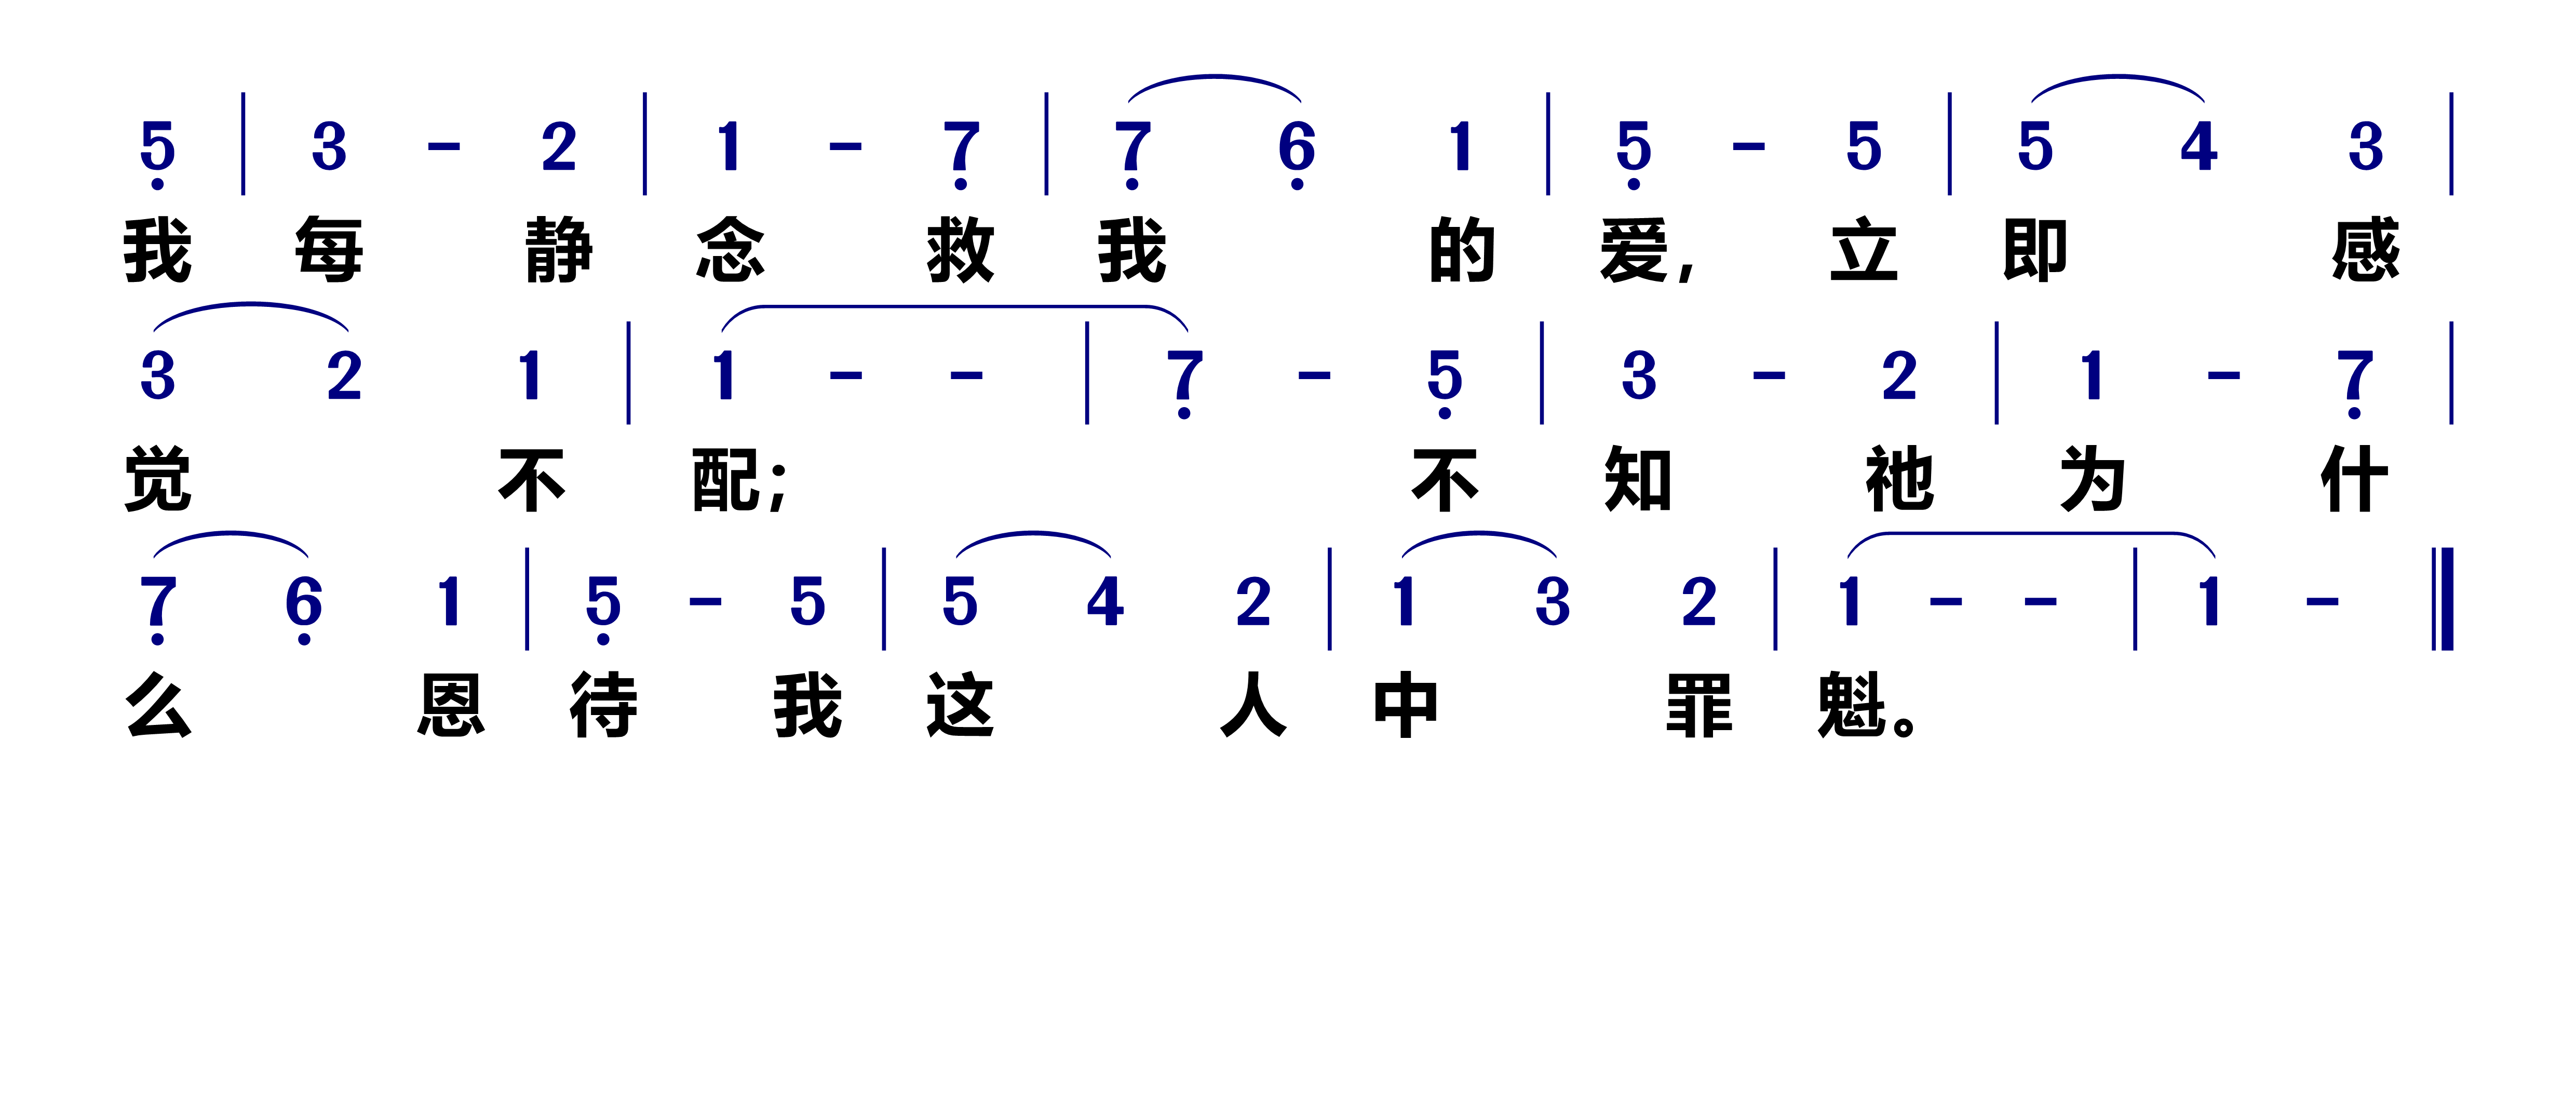 5̣ | 3 - 2 | 1 - 7̣ | 7̣ 6̣ 1 | 5̣ - 5 | 5 4 3 |
我 每 静 念 救 我 的 爱, 立 即 感
3 2 1 | 1 - - | 7̣ - 5̣ | 3 - 2 | 1 - 7̣ |
觉 不 配; 不 知 祂 为 什
7̣ 6̣ 1 | 5̣ - 5 | 5 4 2 | 1 3 2 | 1 - - | 1 - ‖
么 恩 待 我 这 人 中 罪 魁。